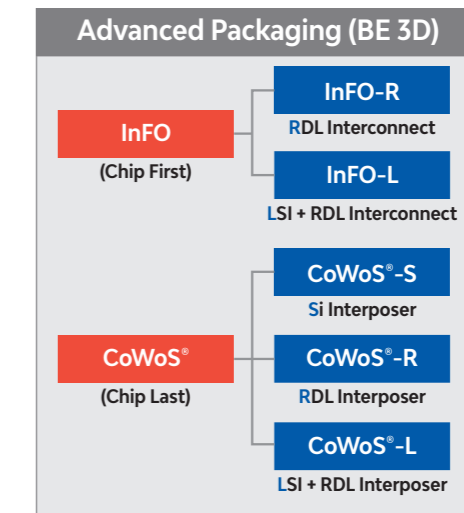 Advanced Packaging (BE 3D)
InFO
(Chip First)
InFO-R
RDL Interconnect
InFO-L
LSI + RDL Interconnect
CoWoS®
(Chip Last)
CoWoS®-S
Si Interposer
CoWoS®-R
RDL Interposer
CoWoS®-L
LSI + RDL Interposer